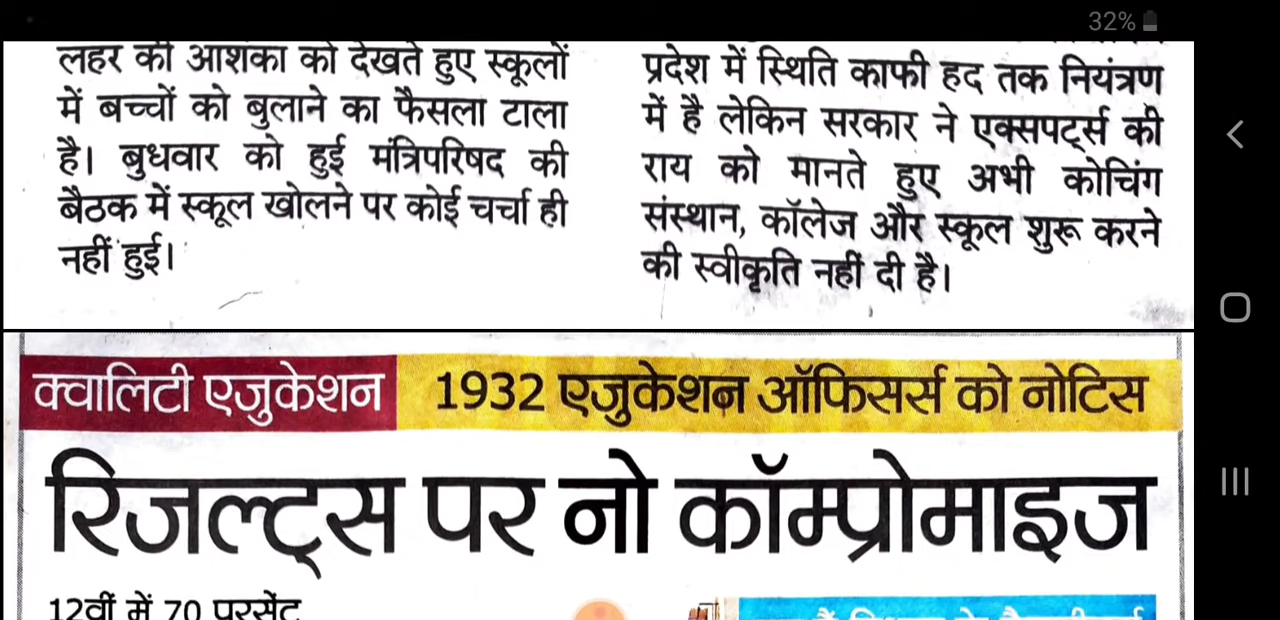 32%
लहर की आशंका को देखते हुए स्कूलों
में बच्चों को बुलाने का फैसला टाला
है। बुधवार को हुई मंत्रिपरिषद की
बैठक में स्कूल खोलने पर कोई चर्चा ही
नहीं हुई।
प्रदेश में स्थिति काफी हद तक नियंत्रण
में है लेकिन सरकार ने एक्सपर्ट्स की
राय को मानते हुए अभी कोचिंग
संस्थान, कॉलेज और स्कूल शुरू करने
की स्वीकृति नहीं दी है।
क्वालिटी एजुकेशन
1932 एजुकेशन ऑफिसर्स को नोटिस
रिजल्ट्स पर नो कॉम्प्रोमाइज
12वीं में 70 परसेंट